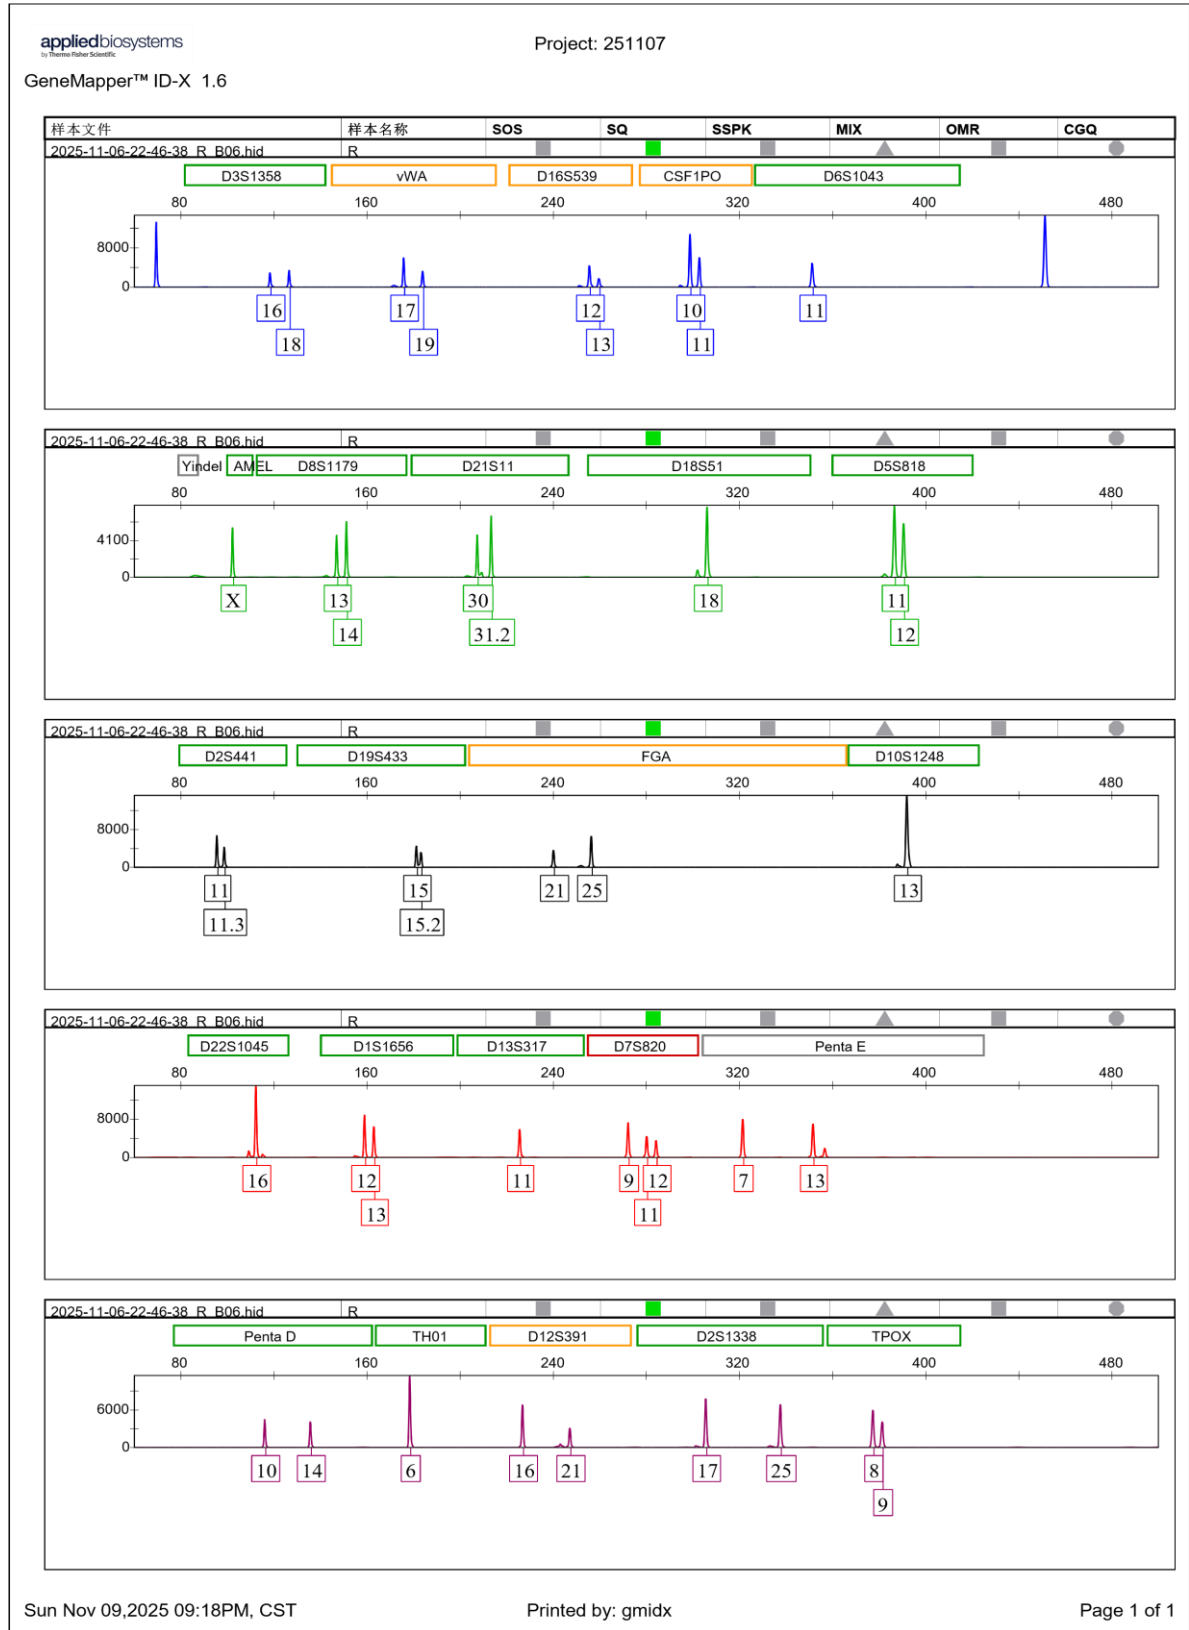 appliedbiosystems
by Thermo Fisher Scientific
Project: 251107
GeneMapper™ ID-X 1.6
样本文件 样本名称 SOS SQ SSPK MIX OMR CGQ
2025-11-06-22-46-38_R_B06.hid R
D3S1358 vWA D16S539 CSF1PO D6S1043
80 160 240 320 400 480
8000
0
16 17 12 10 11
18 19 13 11
2025-11-06-22-46-38_R_B06.hid R
Yindel AMEL D8S1179 D21S11 D18S51 D5S818
80 160 240 320 400 480
4100
0
X 13 30 18 11
14 31.2 12
2025-11-06-22-46-38_R_B06.hid R
D2S441 D19S433 FGA D10S1248
80 160 240 320 400 480
8000
0
11 15 21 25 13
11.3 15.2
2025-11-06-22-46-38_R_B06.hid R
D22S1045 D1S1656 D13S317 D7S820 Penta E
80 160 240 320 400 480
8000
0
16 12 11 9 12 7 13
13 11
2025-11-06-22-46-38_R_B06.hid R
Penta D TH01 D12S391 D2S1338 TPOX
80 160 240 320 400 480
6000
0
10 14 6 16 21 17 25 8
9
Sun Nov 09,2025 09:18PM, CST Printed by: gmidx Page 1 of 1